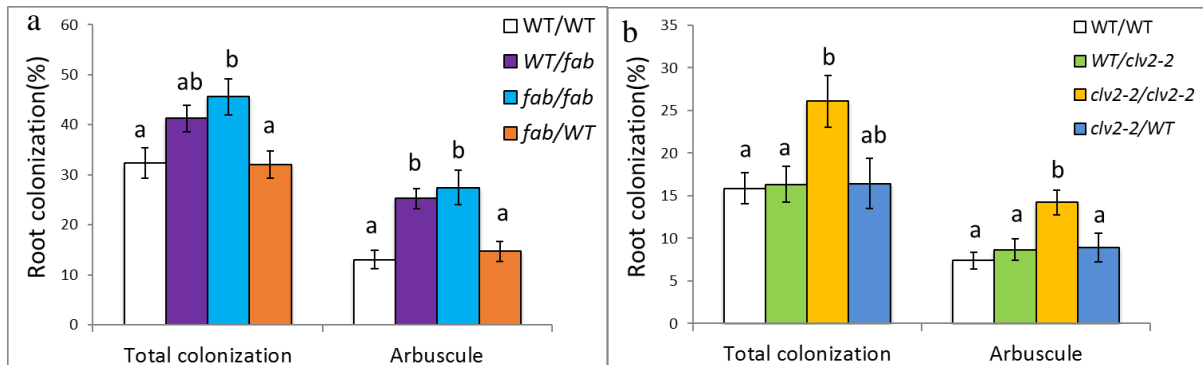 a
Root colonization(%)
60
50
40
30
20
10
0
a
ab
b
a
a
b
b
a
WT/WT
WT/fab
fab/fab
fab/WT
Total colonization
Arbuscule
b
Root colonization(%)
35
30
25
20
15
10
5
0
a
a
b
ab
a
a
b
a
WT/WT
WT/clv2-2
clv2-2/clv2-2
clv2-2/WT
Total colonization
Arbuscule